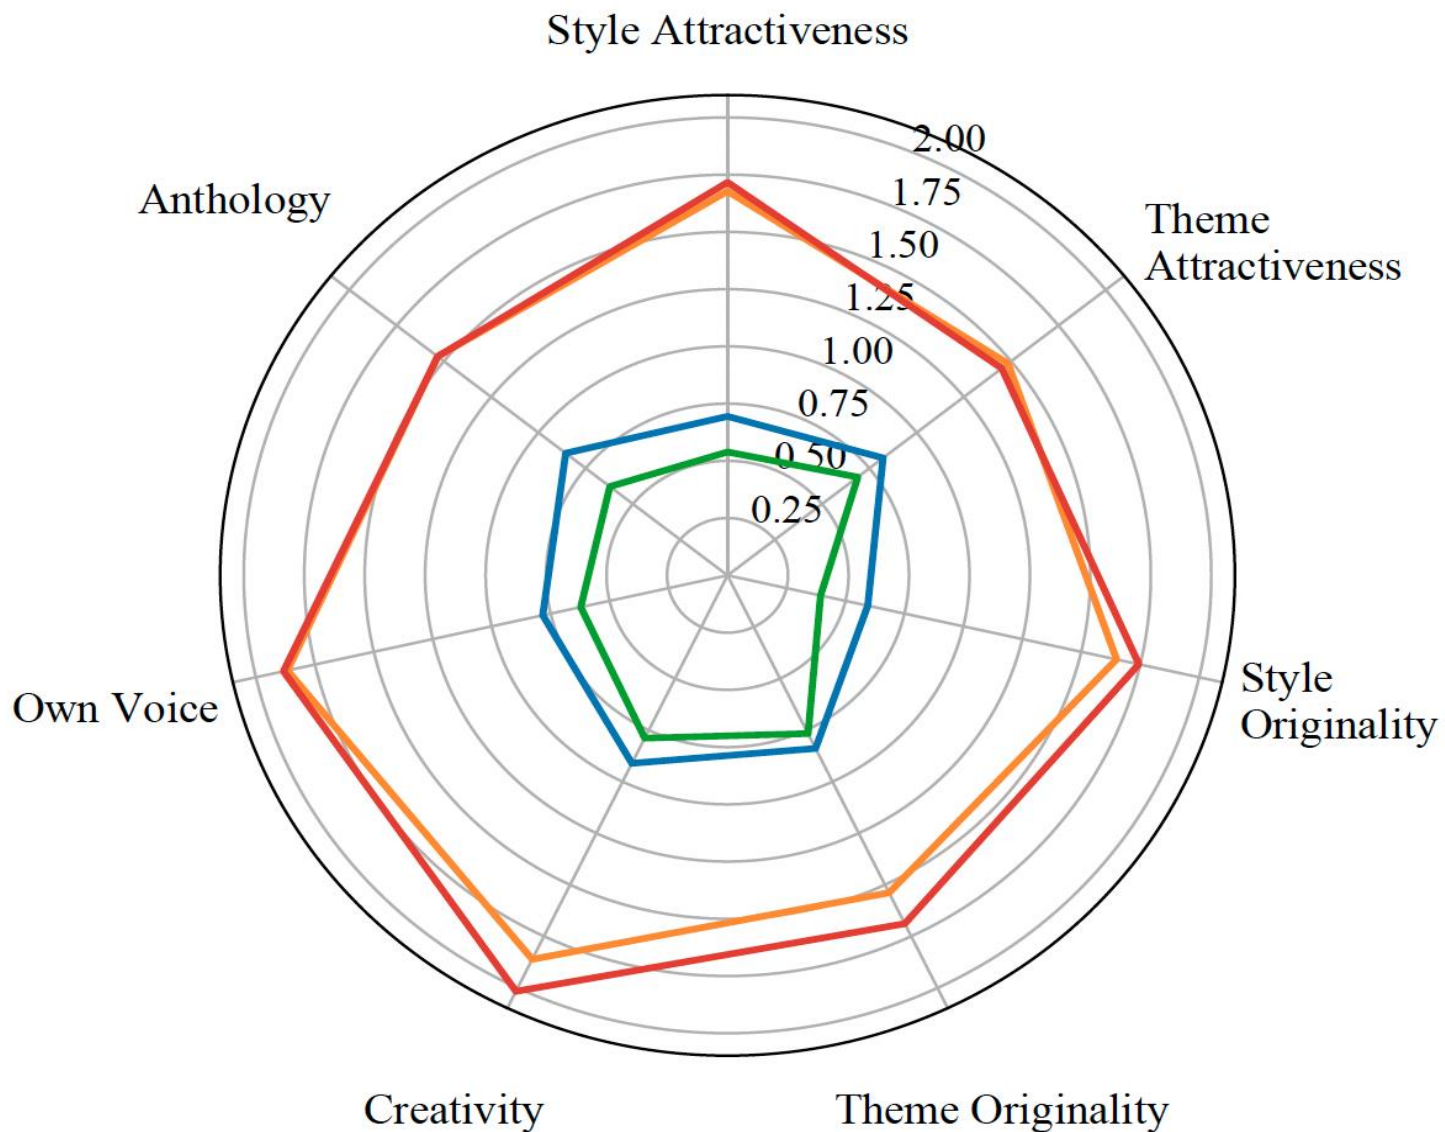 Style Attractiveness
2.00
Anthology
1.75
Theme
Attractiveness
1.50
1.25
1.00
0.75
0.50
0.25
Style
Originality
Own Voice
Creativity
Theme Originality